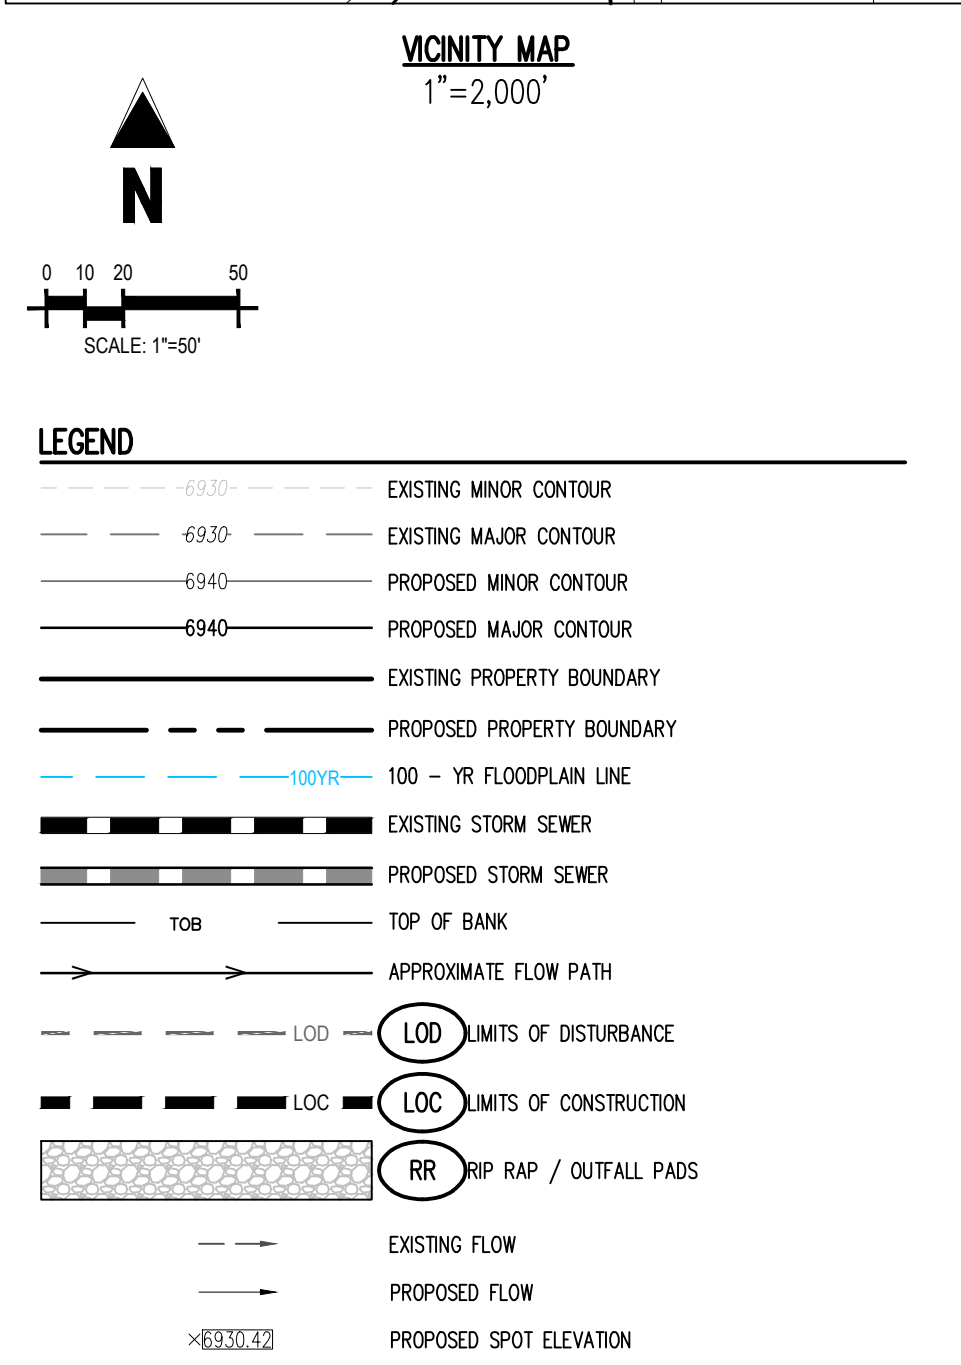 VICINITY MAP
1"=2,000'
N
0 10 20 50
SCALE: 1"=50'
LEGEND
6930 EXISTING MINOR CONTOUR
6930 EXISTING MAJOR CONTOUR
6940 PROPOSED MINOR CONTOUR
6940 PROPOSED MAJOR CONTOUR
EXISTING PROPERTY BOUNDARY
PROPOSED PROPERTY BOUNDARY
100YR 100 - YR FLOODPLAIN LINE
EXISTING STORM SEWER
PROPOSED STORM SEWER
TOB TOP OF BANK
APPROXIMATE FLOW PATH
LOD LOD LIMITS OF DISTURBANCE
LOC LOC LIMITS OF CONSTRUCTION
RR RIP RAP / OUTFALL PADS
EXISTING FLOW
PROPOSED FLOW
×6930.42 PROPOSED SPOT ELEVATION